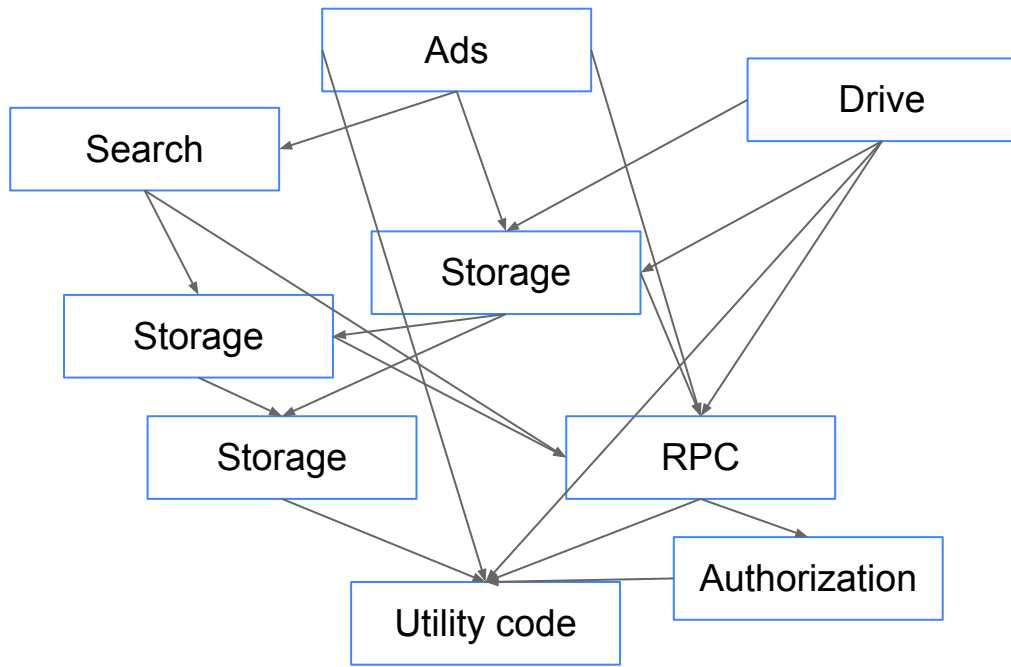 Ads
Drive
Search
Storage
Storage
Storage
RPC
Authorization
Utility code